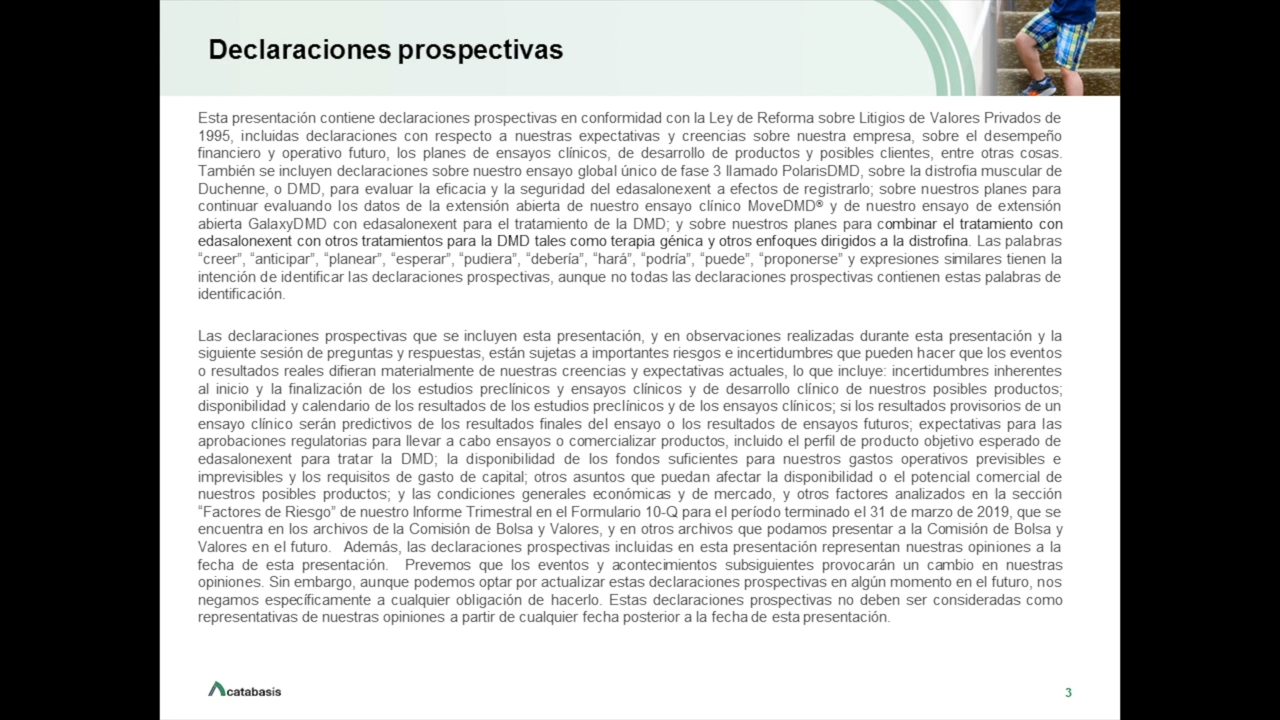 Declaraciones prospectivas
Esta presentación contiene declaraciones prospectivas en conformidad con la Ley de Reforma sobre Litigios de Valores Privados de
1995, incluidas declaraciones con respecto a nuestras expectativas y creencias sobre nuestra empresa, sobre el desempeño
financiero y operativo futuro, los planes de ensayos clínicos, de desarrollo de productos y posibles clientes, entre otras cosas.
También se incluyen declaraciones sobre nuestro ensayo global único de fase 3 llamado PolarisDMD, sobre la distrofia muscular de
Duchenne, o DMD, para evaluar la eficacia y la seguridad del edasalonexent a efectos de registrarlo; sobre nuestros planes para
continuar evaluando los datos de la extensión abierta de nuestro ensayo clínico MoveDMD® y de nuestro ensayo de extensión
abierta GalaxyDMD con edasalonexent para el tratamiento de la DMD; y sobre nuestros planes para combinar el tratamiento con
edasalonexent con otros tratamientos para la DMD tales como terapia génica y otros enfoques dirigidos a la distrofina. Las palabras
“creer”, “anticipar”, “planear”, “esperar”, “pudiera”, “debería”, “hará”, “podría”, “puede”, “proponerse” y expresiones similares tienen la
intención de identificar las declaraciones prospectivas, aunque no todas las declaraciones prospectivas contienen estas palabras de
identificación.
Las declaraciones prospectivas que se incluyen esta presentación, y en observaciones realizadas durante esta presentación y la
siguiente sesión de preguntas y respuestas, están sujetas a importantes riesgos e incertidumbres que pueden hacer que los eventos
o resultados reales difieran materialmente de nuestras creencias y expectativas actuales, lo que incluye: incertidumbres inherentes
al inicio y la finalización de los estudios preclínicos y ensayos clínicos y de desarrollo clínico de nuestros posibles productos;
disponibilidad y calendario de los resultados de los estudios preclínicos y de los ensayos clínicos; si los resultados provisorios de un
ensayo clínico serán predictivos de los resultados finales del ensayo o los resultados de ensayos futuros; expectativas para las
aprobaciones regulatorias para llevar a cabo ensayos o comercializar productos, incluido el perfil de producto objetivo esperado de
edasalonexent para tratar la DMD; la disponibilidad de los fondos suficientes para nuestros gastos operativos previsibles e
imprevisibles y los requisitos de gasto de capital; otros asuntos que puedan afectar la disponibilidad o el potencial comercial de
nuestros posibles productos; y las condiciones generales económicas y de mercado, y otros factores analizados en la sección
“Factores de Riesgo” de nuestro Informe Trimestral en el Formulario 10-Q para el período terminado el 31 de marzo de 2019, que se
encuentra en los archivos de la Comisión de Bolsa y Valores, y en otros archivos que podamos presentar a la Comisión de Bolsa y
Valores en el futuro. Además, las declaraciones prospectivas incluidas en esta presentación representan nuestras opiniones a la
fecha de esta presentación. Prevemos que los eventos y acontecimientos subsiguientes provocarán un cambio en nuestras
opiniones. Sin embargo, aunque podemos optar por actualizar estas declaraciones prospectivas en algún momento en el futuro, nos
negamos específicamente a cualquier obligación de hacerlo. Estas declaraciones prospectivas no deben ser consideradas como
representativas de nuestras opiniones a partir de cualquier fecha posterior a la fecha de esta presentación.
catabasis
3